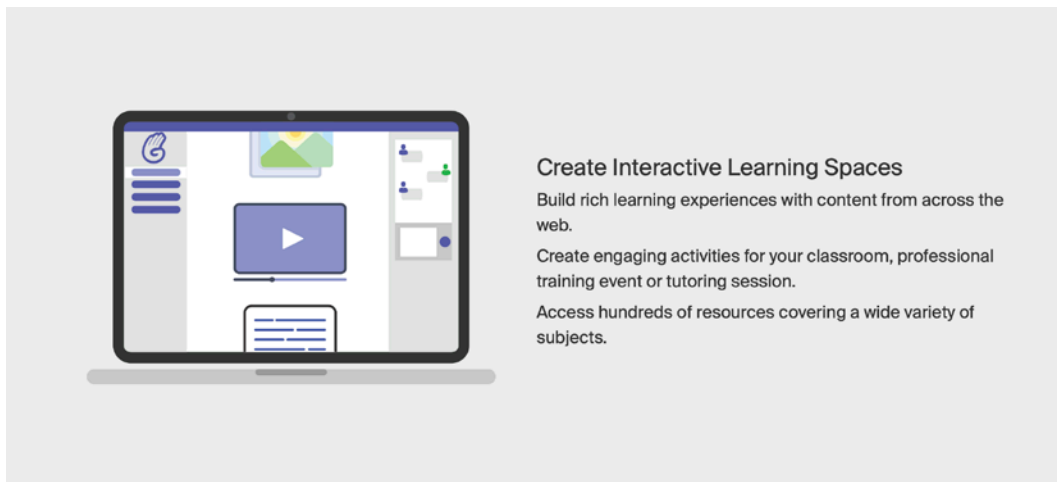 Create Interactive Learning Spaces
Build rich learning experiences with content from across the
web.
Create engaging activities for your classroom, professional
training event or tutoring session.
Access hundreds of resources covering a wide variety of
subjects.